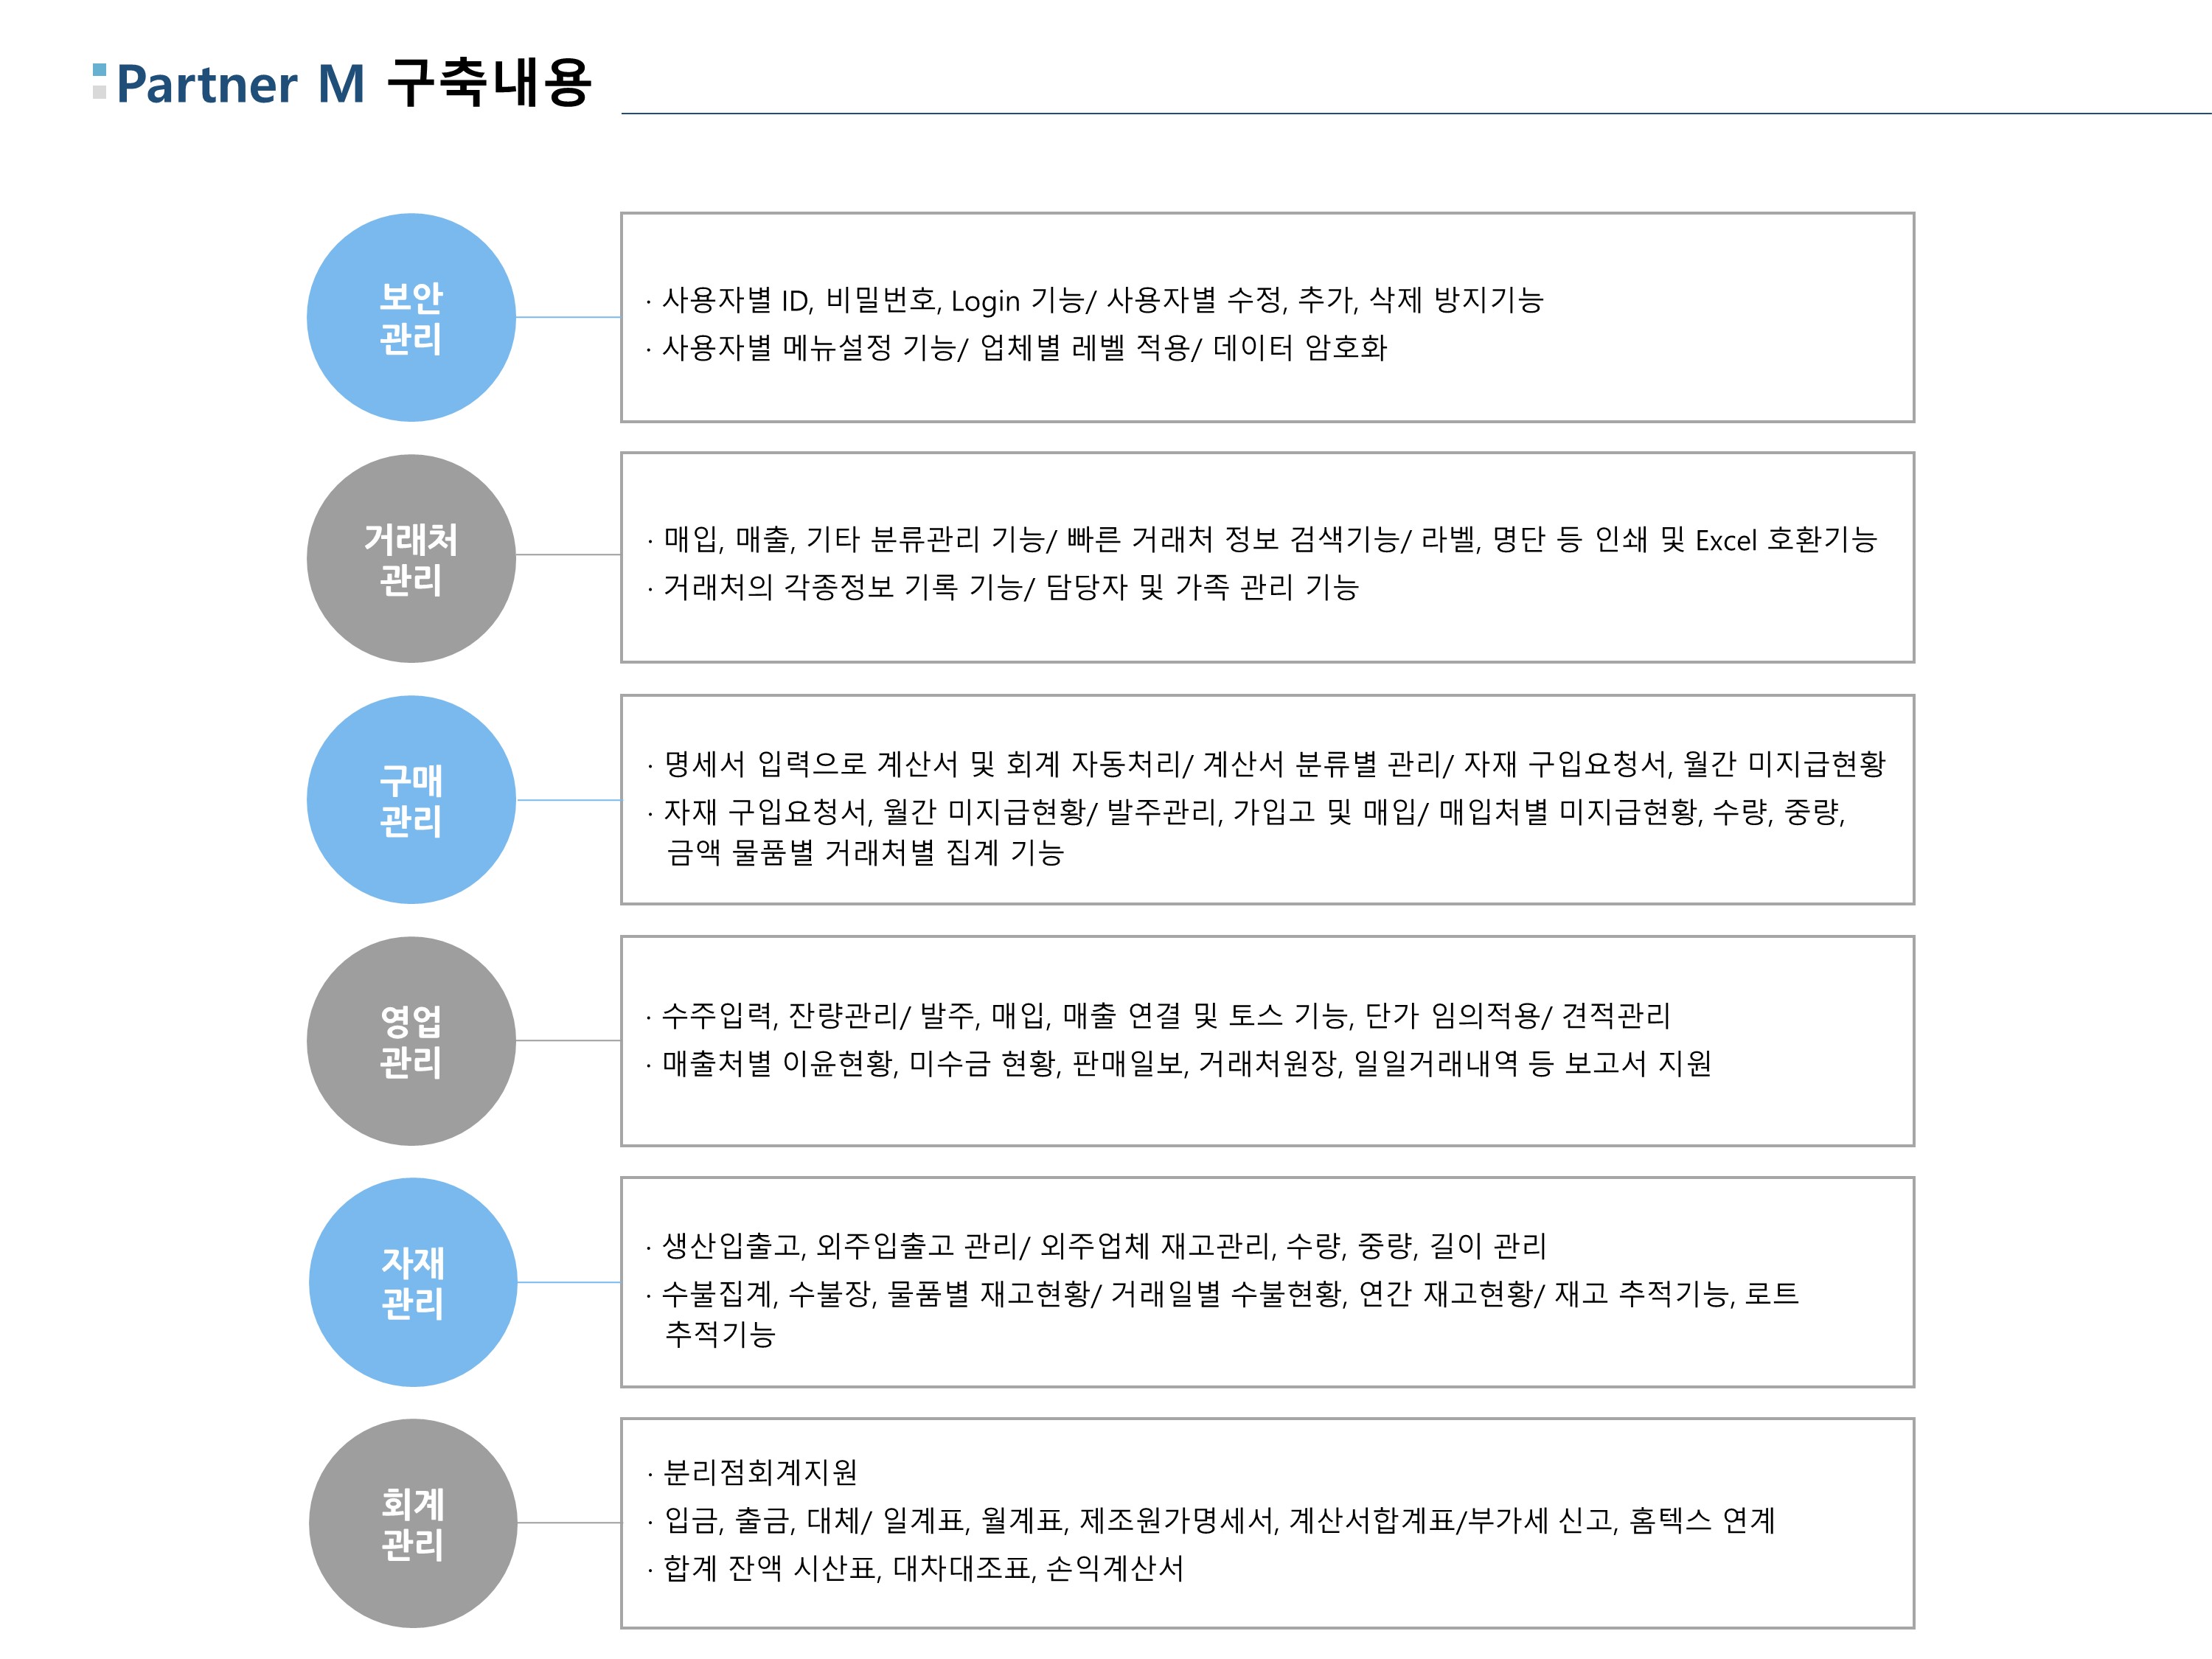 Partner M 구축내용
보안
관리
· 사용자별 ID, 비밀번호, Login 기능/ 사용자별 수정, 추가, 삭제 방지기능
· 사용자별 메뉴설정 기능/ 업체별 레벨 적용/ 데이터 암호화
거래처
관리
· 매입, 매출, 기타 분류관리 기능/ 빠른 거래처 정보 검색기능/ 라벨, 명단 등 인쇄 및 Excel 호환기능
· 거래처의 각종정보 기록 기능/ 담당자 및 가족 관리 기능
구매
관리
· 명세서 입력으로 계산서 및 회계 자동처리/ 계산서 분류별 관리/ 자재 구입요청서, 월간 미지급현황
· 자재 구입요청서, 월간 미지급현황/ 발주관리, 가입고 및 매입/ 매입처별 미지급현황, 수량, 중량,
금액 물품별 거래처별 집계 기능
영업
관리
· 수주입력, 잔량관리/ 발주, 매입, 매출 연결 및 토스 기능, 단가 임의적용/ 견적관리
· 매출처별 이윤현황, 미수금 현황, 판매일보, 거래처원장, 일일거래내역 등 보고서 지원
자재
관리
· 생산입출고, 외주입출고 관리/ 외주업체 재고관리, 수량, 중량, 길이 관리
· 수불집계, 수불장, 물품별 재고현황/ 거래일별 수불현황, 연간 재고현황/ 재고 추적기능, 로트
추적기능
회계
관리
· 분리점회계지원
· 입금, 출금, 대체/ 일계표, 월계표, 제조원가명세서, 계산서합계표/부가세 신고, 홈텍스 연계
· 합계 잔액 시산표, 대차대조표, 손익계산서